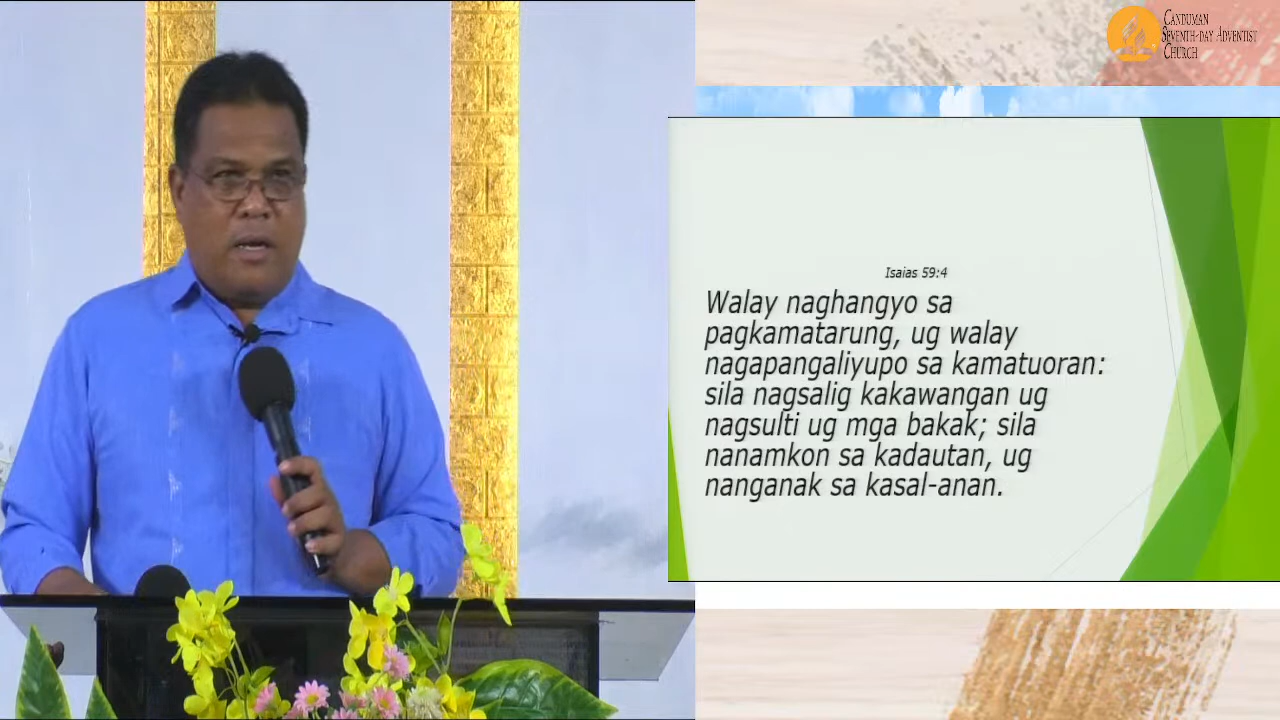 CANDUMAN
SEVENTH-DAY ADVENTIST
CHURCH
Isaias 59:4
Walay naghangyo sa
pagkamatarung, ug walay
nagapangaliyupo sa kamatuoran:
sila nagsalig kakawangan ug
nagsulti ug mga bakak; sila
nanamkon sa kadautan, ug
nanganak sa kasal-anan.